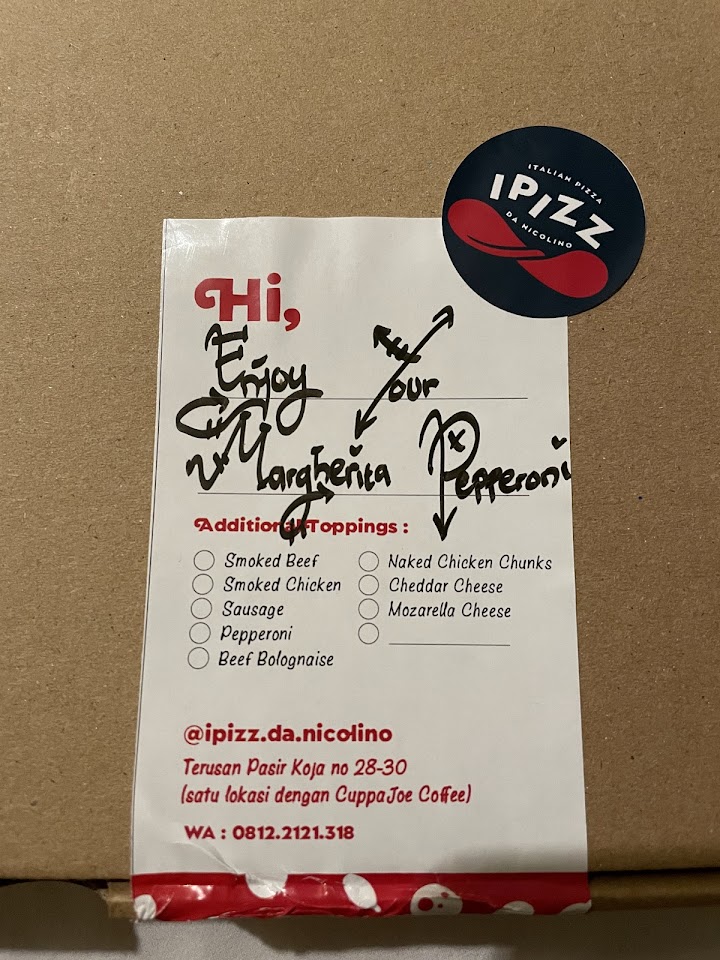 ITALIAN PIZZA
IPIZZ
DA NICOLINO
Hi,
Enjoy our
Margherita x Pepperoni
Additional Toppings :
Smoked Beef
Smoked Chicken
Sausage
Pepperoni
Beef Bolognaise
Naked Chicken Chunks
Cheddar Cheese
Mozarella Cheese
@ipizz.da.nicolino
Terusan Pasir Koja no 28-30
(satu lokasi dengan CuppaJoe Coffee)
WA : 0812.2121.318